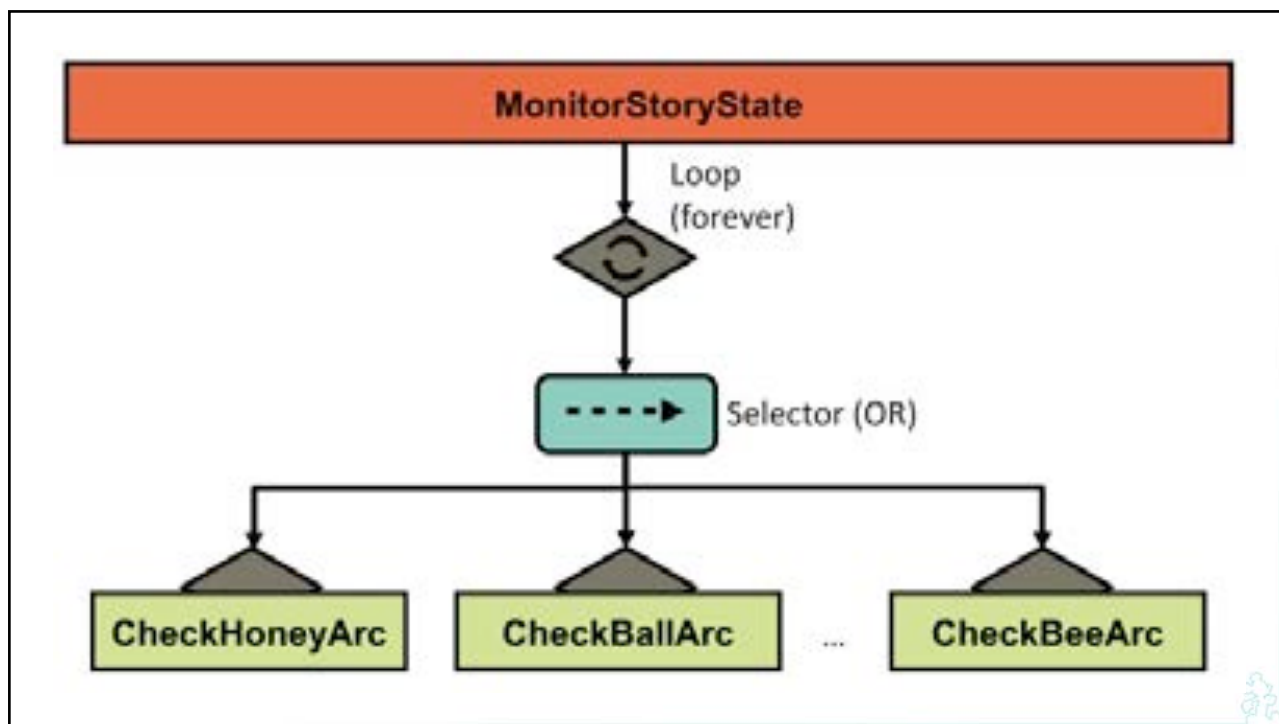 MonitorStoryState
Loop
(forever)
Selector (OR)
CheckHoneyArc
CheckBallArc
...
CheckBeeArc